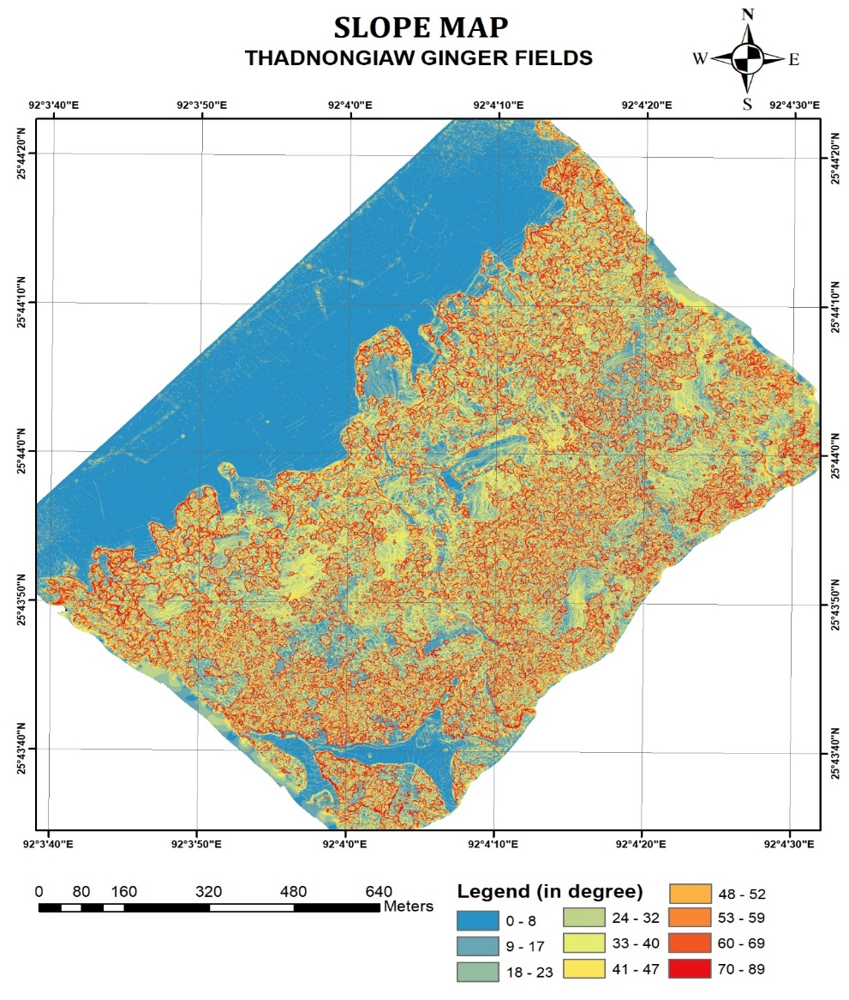 SLOPE MAP
THADNONGIAW GINGER FIELDS
N
W E
S
92°3'40"E 92°3'50"E 92°4'0"E 92°4'10"E 92°4'20"E 92°4'30"E
25°44'20"N 25°44'20"N
25°44'10"N 25°44'10"N
25°44'0"N 25°44'0"N
25°43'50"N 25°43'50"N
25°43'40"N 25°43'40"N
92°3'40"E 92°3'50"E 92°4'0"E 92°4'10"E 92°4'20"E 92°4'30"E
0 80 160 320 480 640
Meters
Legend (in degree)
0 - 8
9 - 17
18 - 23
24 - 32
33 - 40
41 - 47
48 - 52
53 - 59
60 - 69
70 - 89